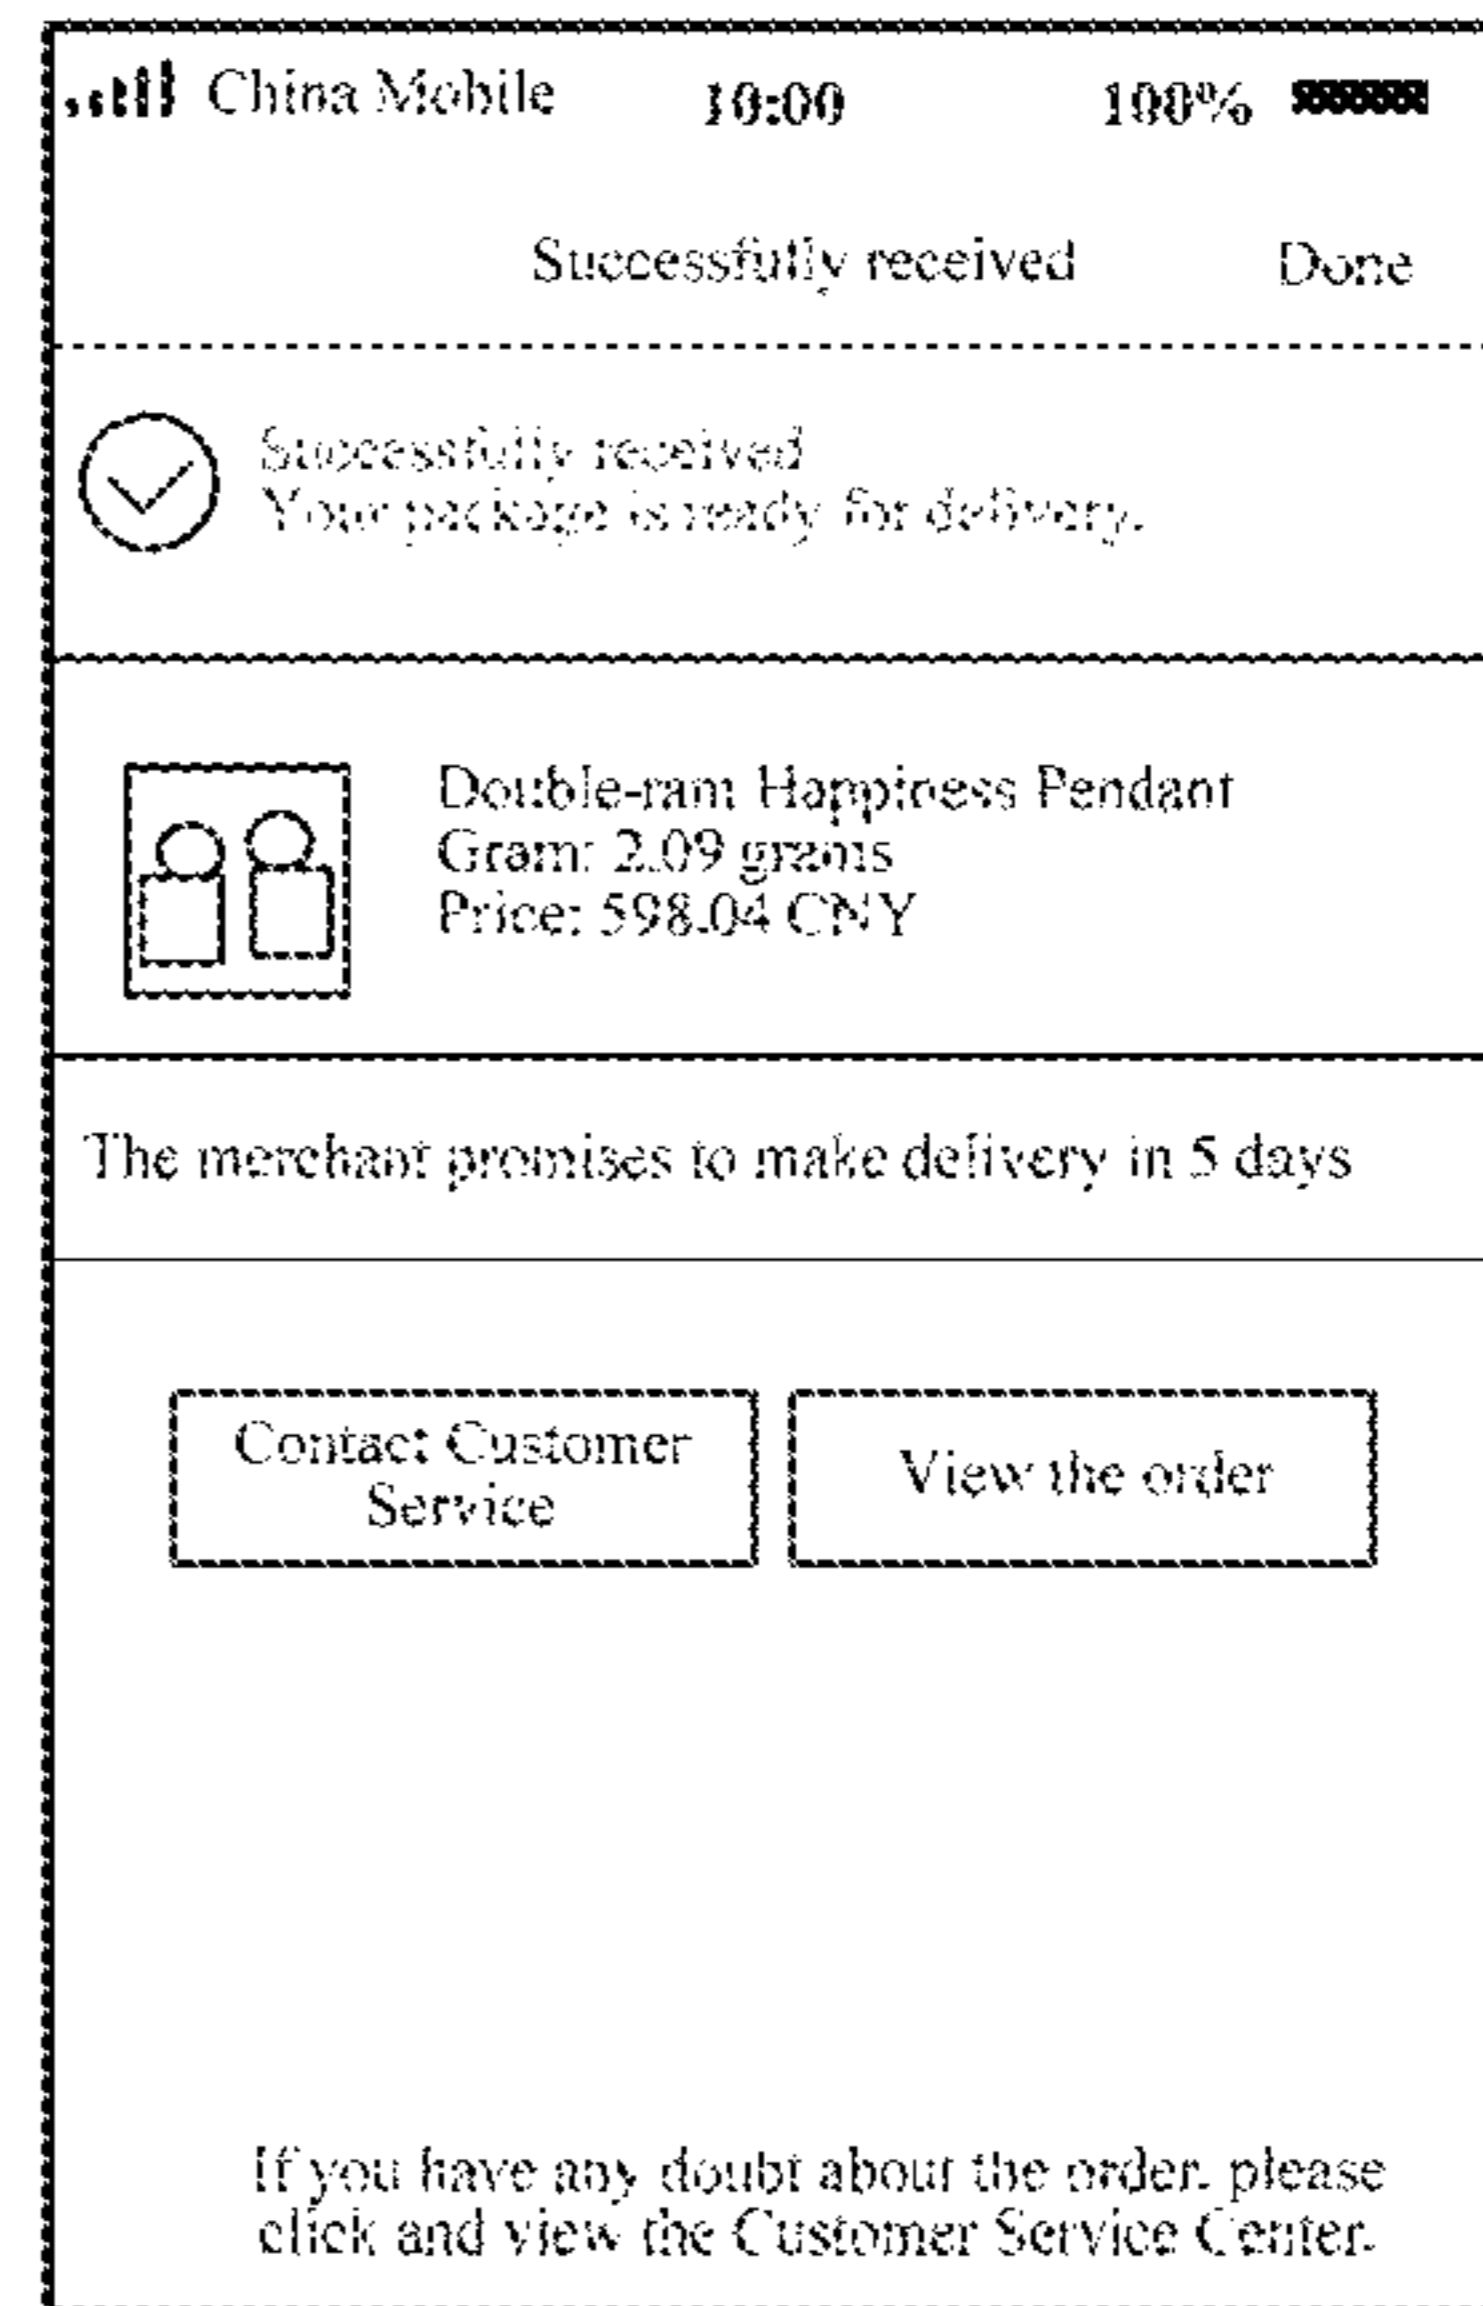 China Mobile 10:00 100%
Successfully received Done
Successfully received
Your package is ready for delivery.
Double-ram Happiness Pendant
Gram: 2.09 grams
Price: 598.04 CNY
The merchant promises to make delivery in 5 days
Contact Customer
Service
View the order
If you have any doubt about the order, please
click and view the Customer Service Center.